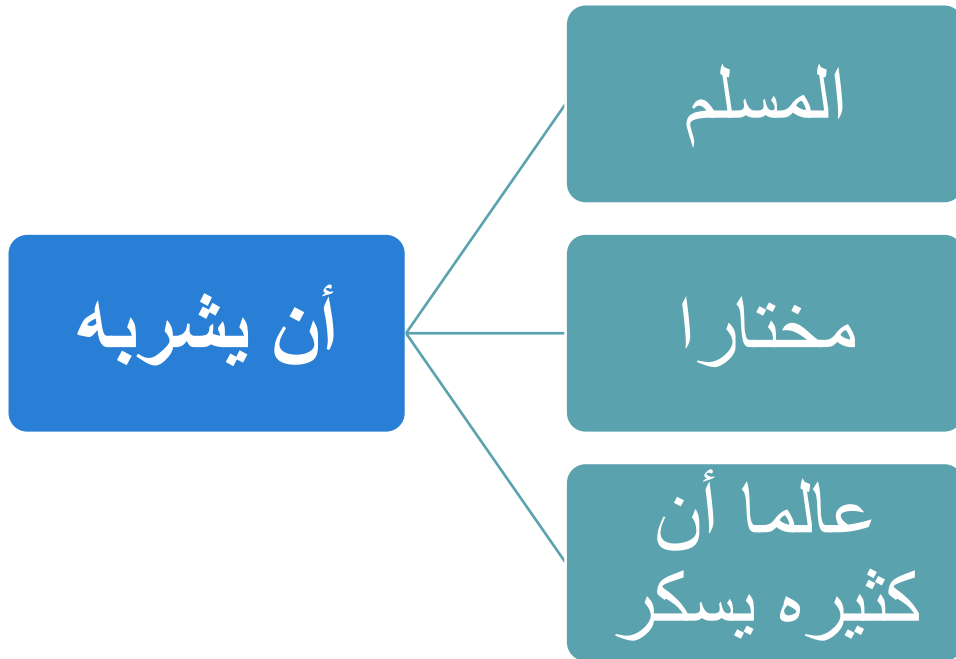 أن يشربه
المسلم
مختارا
عالما أن
كثيره يسكر